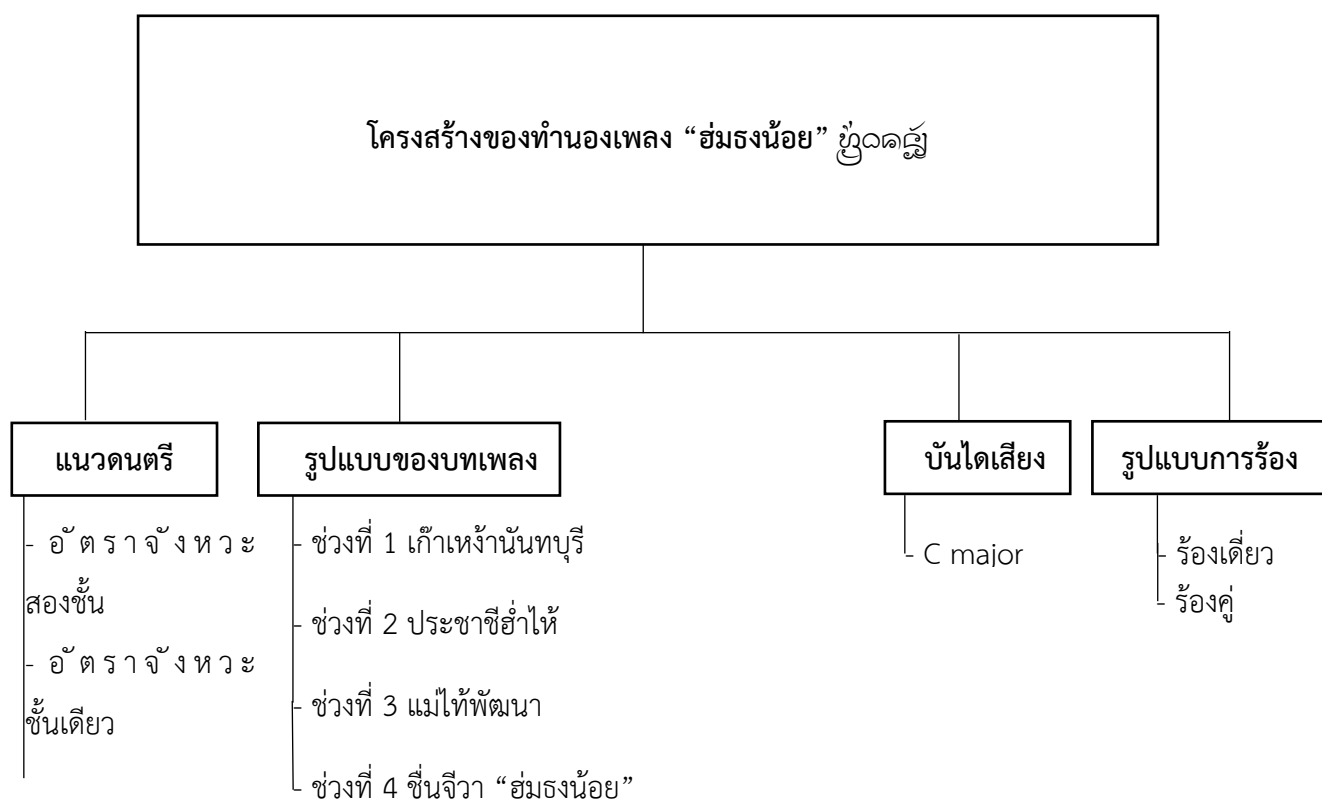 โครงสร้างของทำนองเพลง “ฮ่มธงน้อย”
แนวดนตรี
- อัตราจังหวะ
สองชั้น
- อัตราจังหวะ
ชั้นเดียว
รูปแบบของบทเพลง
- ช่วงที่ 1 เก๊าเหง้านันทบุรี
- ช่วงที่ 2 ประชาชีฮ่ำไห้
- ช่วงที่ 3 แม่ไท้พัฒนา
- ช่วงที่ 4 ชื่นจีวา “ฮ่มธงน้อย”
บันไดเสียง
- C major
รูปแบบการร้อง
- ร้องเดี่ยว
- ร้องคู่